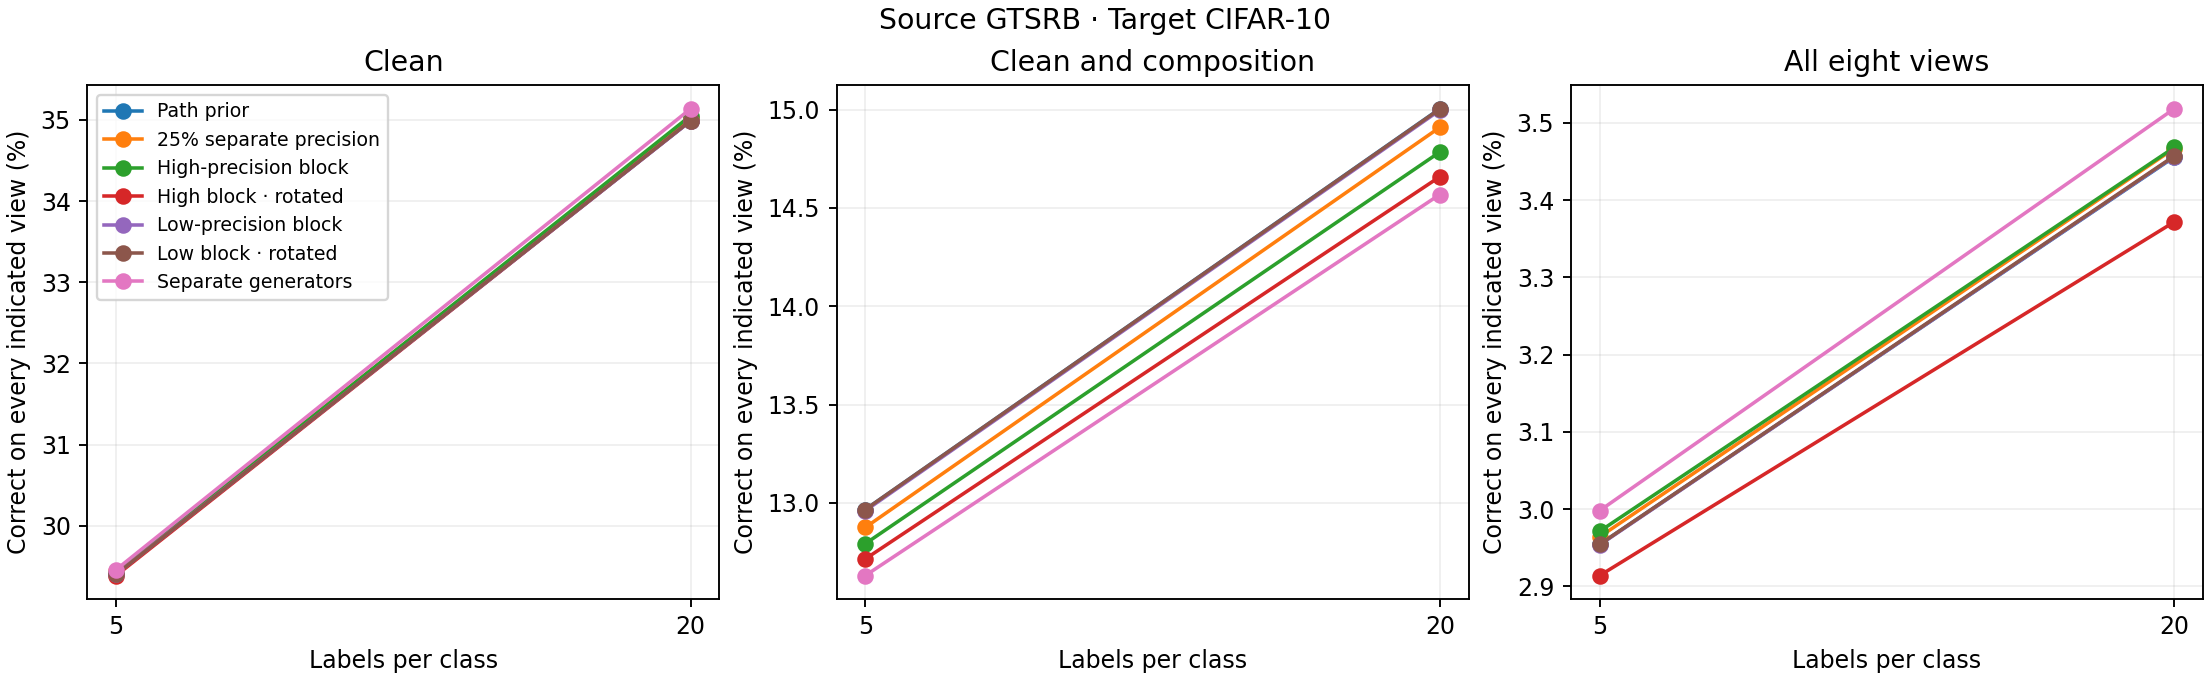 Source GTSRB · Target CIFAR-10
Clean
Correct on every indicated view (%)
35
34
33
32
31
30
Path prior
25% separate precision
High-precision block
High block · rotated
Low-precision block
Low block · rotated
Separate generators
5
20
Labels per class
Clean and composition
Correct on every indicated view (%)
15.0
14.5
14.0
13.5
13.0
5
20
Labels per class
All eight views
Correct on every indicated view (%)
3.5
3.4
3.3
3.2
3.1
3.0
2.9
5
20
Labels per class